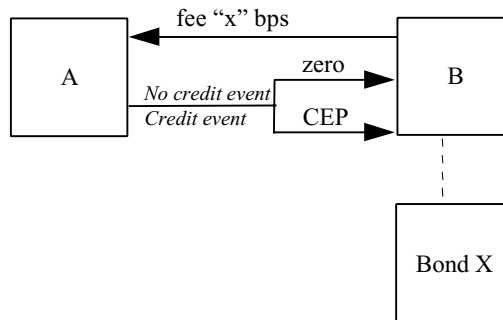 fee “x” bps
A
B
zero
No credit event
Credit event
CEP
Bond X